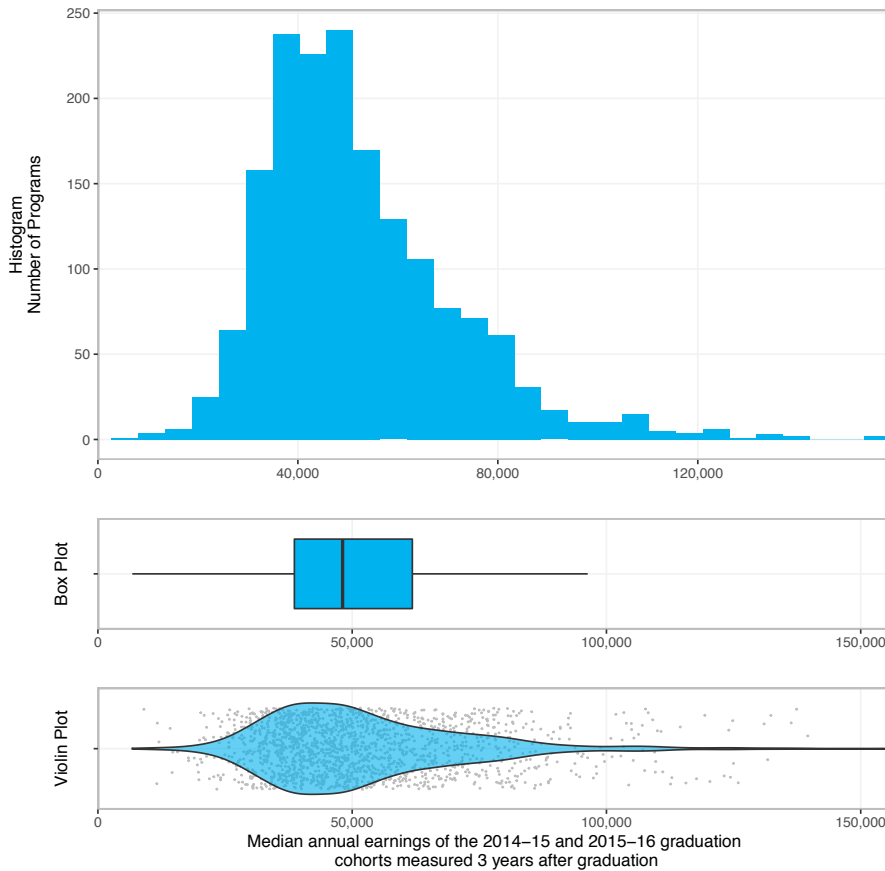 250
200
150
100
50
0
Histogram
Number of Programs
0 40,000 80,000 120,000
Box Plot
0 50,000 100,000 150,000
Violin Plot
0 50,000 100,000 150,000
Median annual earnings of the 2014–15 and 2015–16 graduation
cohorts measured 3 years after graduation